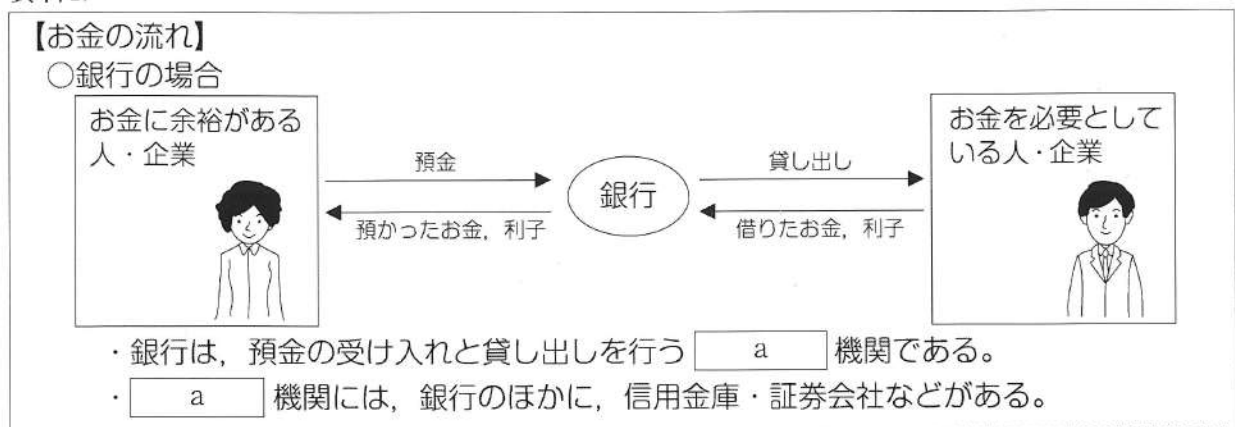 【お金の流れ】
○銀行の場合
お金に余裕がある
人・企業
預金
預かったお金,利子
銀行
貸し出し
借りたお金,利子
お金を必要として
いる人・企業
・銀行は,預金の受け入れと貸し出しを行う a 機関である。
・ a 機関には,銀行のほかに,信用金庫・証券会社などがある。